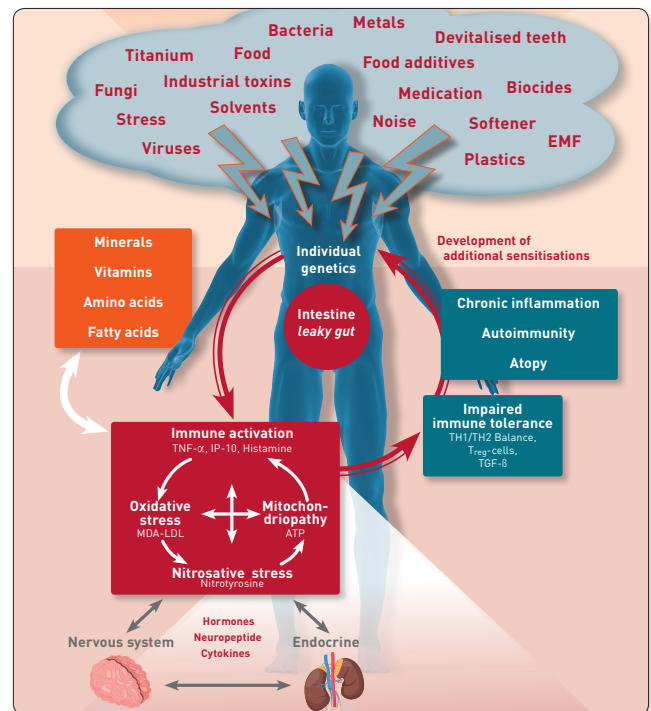 Bacteria
Metals
Devitalised teeth
Titanium
Food
Food additives
Fungi
Industrial toxins
Medication
Biocides
Stress
Solvents
Noise
Softener
Viruses
EMF
Plastics
Minerals
Vitamins
Amino acids
Fatty acids
Individual
genetics
Intestine
leaky gut
Development of
additional sensitisations
Chronic inflammation
Autoimmunity
Atopy
Impaired
immune tolerance
TH1/TH2 Balance,
Treg-cells,
TGF-ß
Immune activation
TNF-α, IP-10, Histamine
Oxidative
stress
MDA-LDL
Mitochon-
driopathy
ATP
Nitrosative stress
Nitrotyrosine
Nervous system
Hormones
Neuropeptide
Cytokines
Endocrine